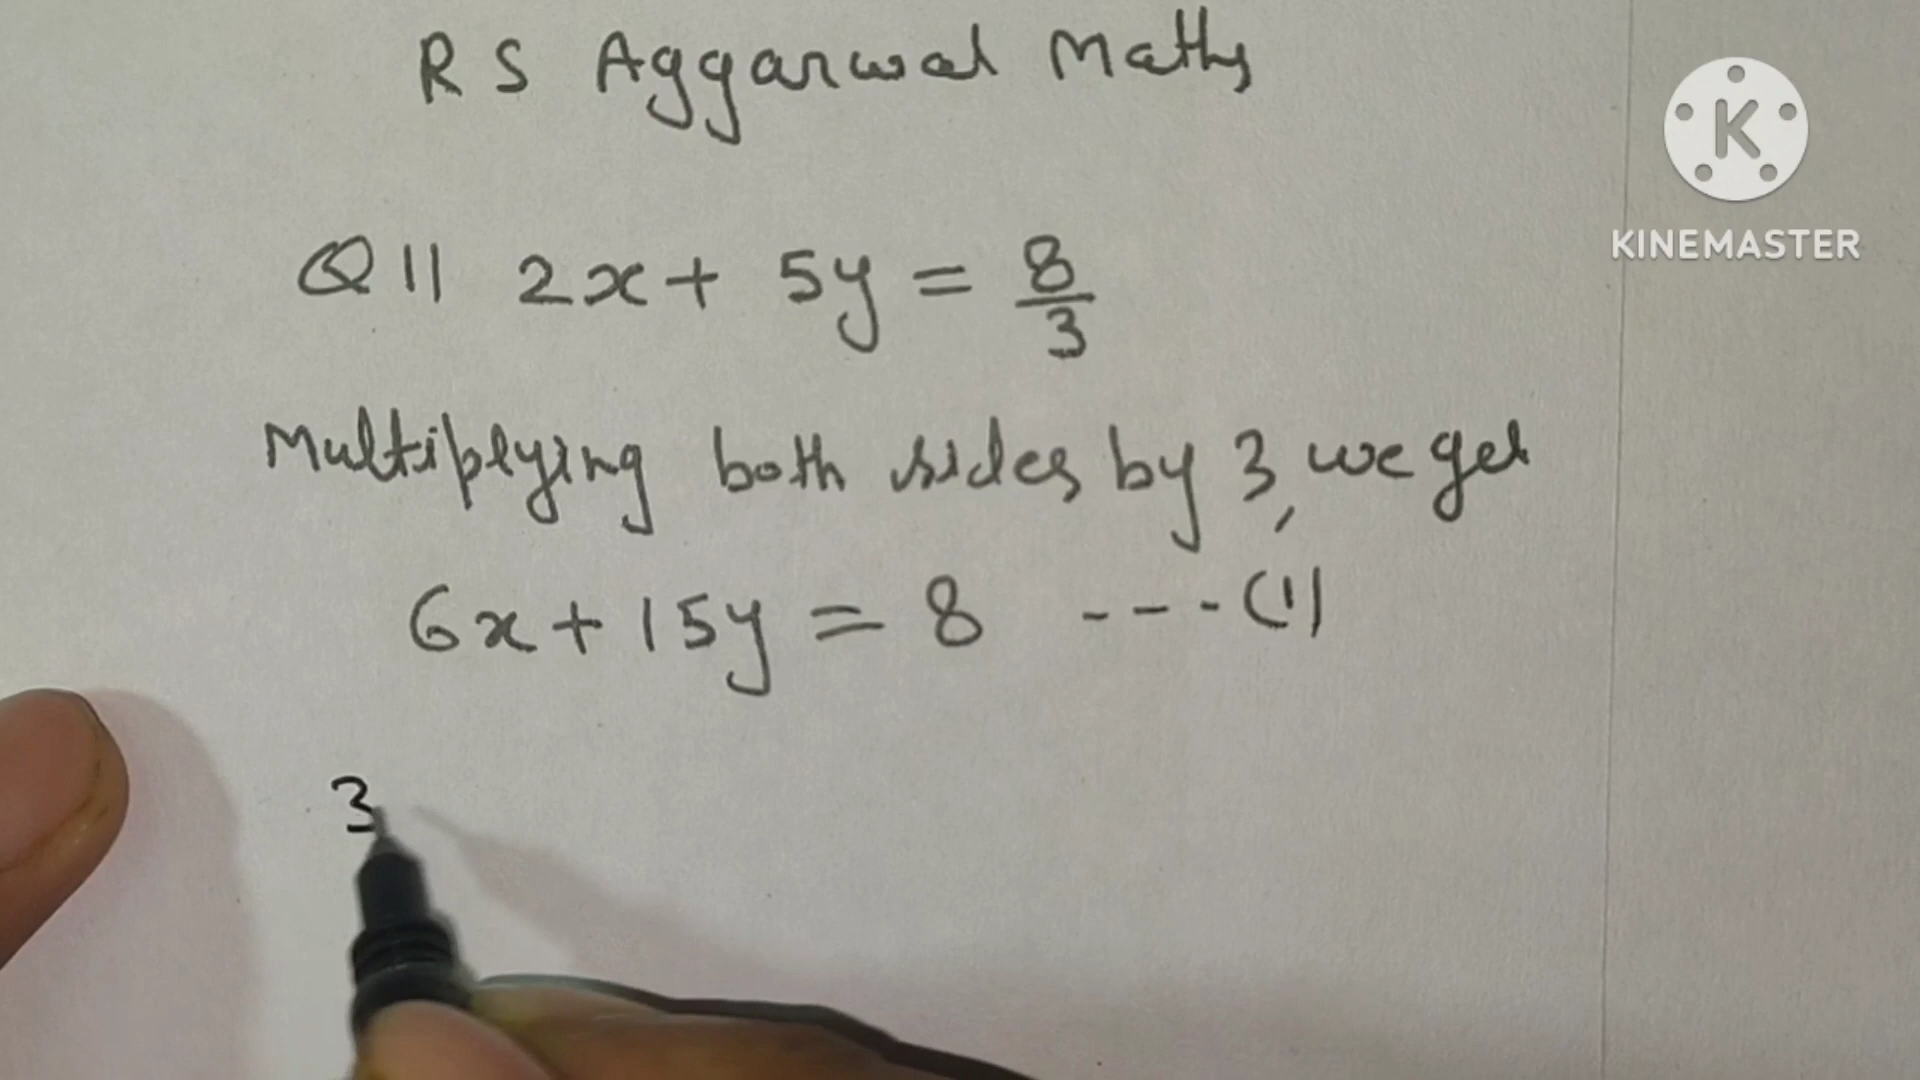 R S Aggarwal Maths
K
KINEMASTER
Q11 2x + 5y = 8/3
Multiplying both sides by 3, we get
6x + 15y = 8 ---(1)
3